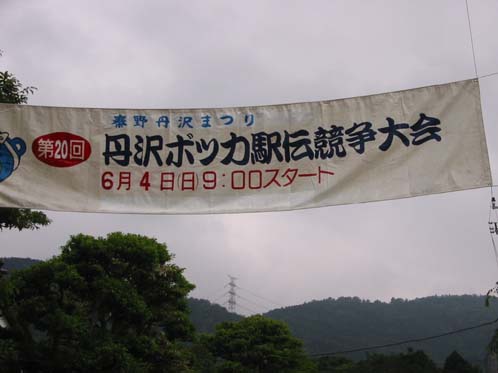 秦野丹沢まつり
第20回
丹沢ボッカ駅伝競争大会
6月4日(日)9:00スタート